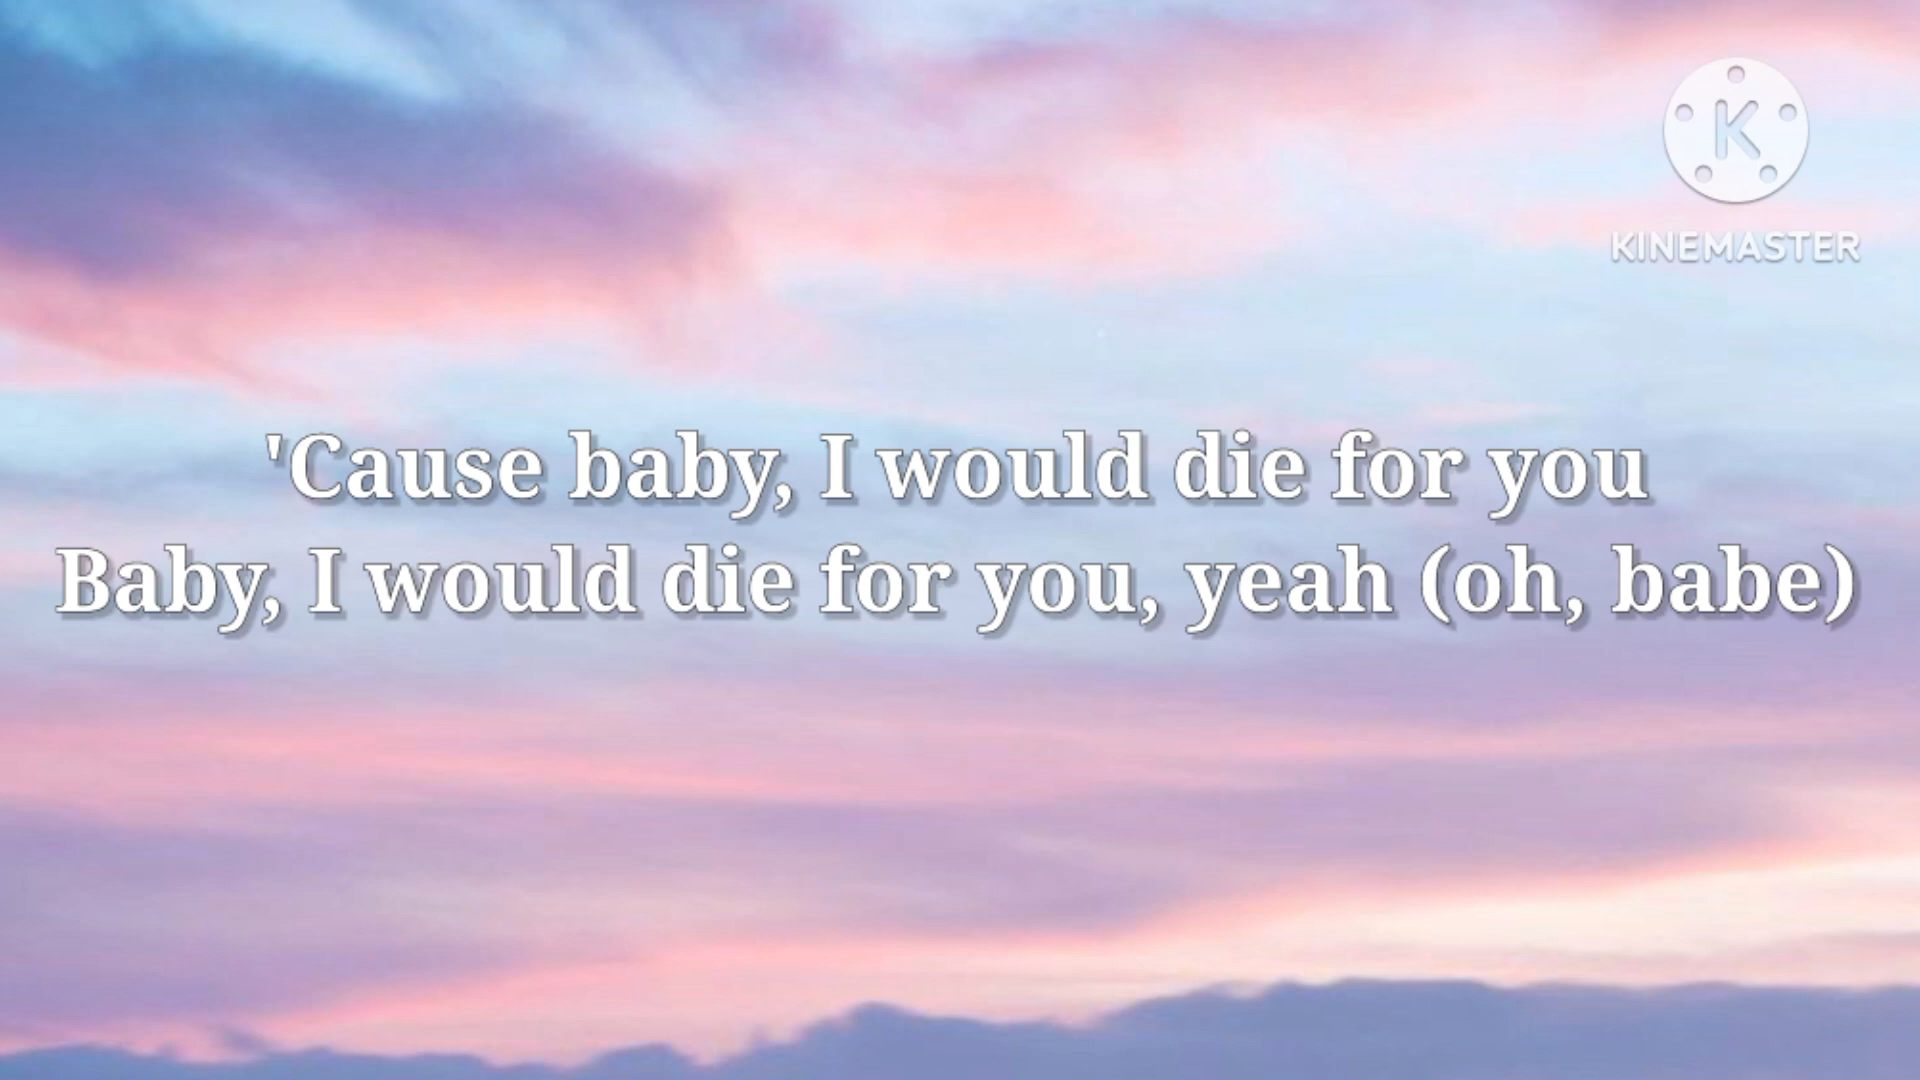 K
KINEMASTER
'Cause baby, I would die for you
Baby, I would die for you, yeah (oh, babe)